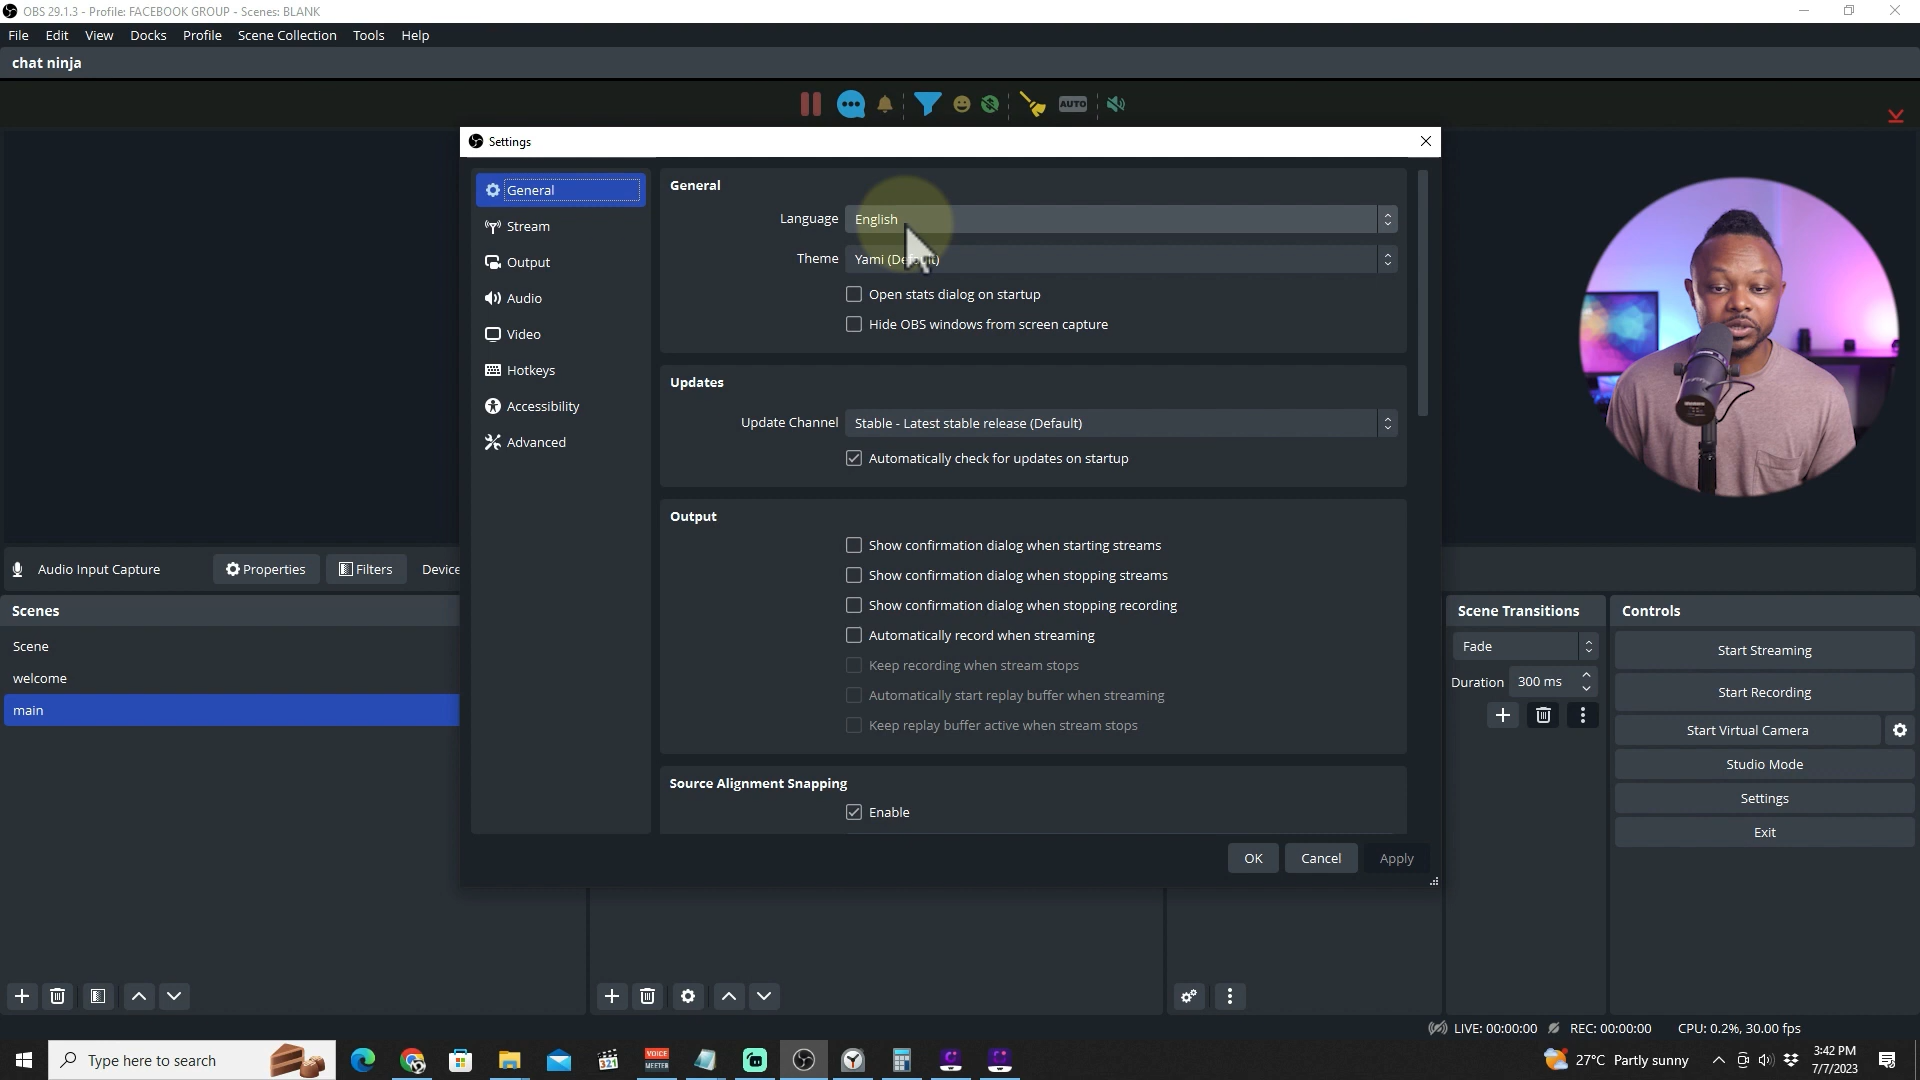 OBS 29.1.3 - Profile: FACEBOOK GROUP - Scenes: BLANK
File Edit View Docks Profile Scene Collection Tools Help
chat ninja
AUTO
Settings
General
Stream
Output
Audio
Video
Hotkeys
Accessibility
Advanced
General
Language English
Theme Yami (Default)
Open stats dialog on startup
Hide OBS windows from screen capture
Updates
Update Channel Stable - Latest stable release (Default)
Automatically check for updates on startup
Output
Show confirmation dialog when starting streams
Show confirmation dialog when stopping streams
Show confirmation dialog when stopping recording
Automatically record when streaming
Keep recording when stream stops
Automatically start replay buffer when streaming
Keep replay buffer active when stream stops
Source Alignment Snapping
Enable
OK Cancel Apply
Audio Input Capture Properties Filters Device
Scenes
Scene
welcome
main
Scene Transitions
Fade
Duration 300 ms
Controls
Start Streaming
Start Recording
Start Virtual Camera
Studio Mode
Settings
Exit
LIVE: 00:00:00 REC: 00:00:00 CPU: 0.2%, 30.00 fps
Type here to search
321
VOICE
MEETER
27°C Partly sunny
3:42 PM
7/7/2023